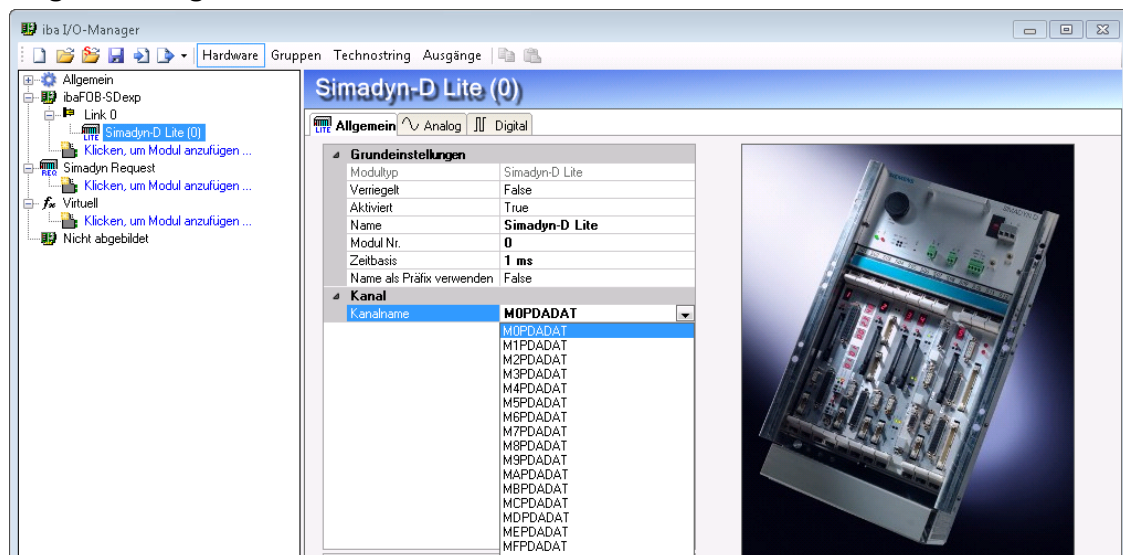 iba I/O-Manager
Hardware Gruppen Technostring Ausgänge
Allgemein
ibaFOB-SDexp
Link 0
Simadyn-D Lite (0)
Klicken, um Modul anzufügen ...
Simadyn Request
Klicken, um Modul anzufügen ...
Virtuell
Klicken, um Modul anzufügen ...
Nicht abgebildet
Simadyn-D Lite (0)
Allgemein Analog Digital
Grundeinstellungen
Modultyp Simadyn-D Lite
Verriegelt False
Aktiviert True
Name Simadyn-D Lite
Modul Nr. 0
Zeitbasis 1 ms
Name als Präfix verwenden False
Kanal
Kanalname M0PDADAT
M0PDADAT
M1PDADAT
M2PDADAT
M3PDADAT
M4PDADAT
M5PDADAT
M6PDADAT
M7PDADAT
M8PDADAT
M9PDADAT
MAPDADAT
MBPDADAT
MCPDADAT
MDPDADAT
MEPDADAT
MFPDADAT
SIEMENS
SIMADYN D